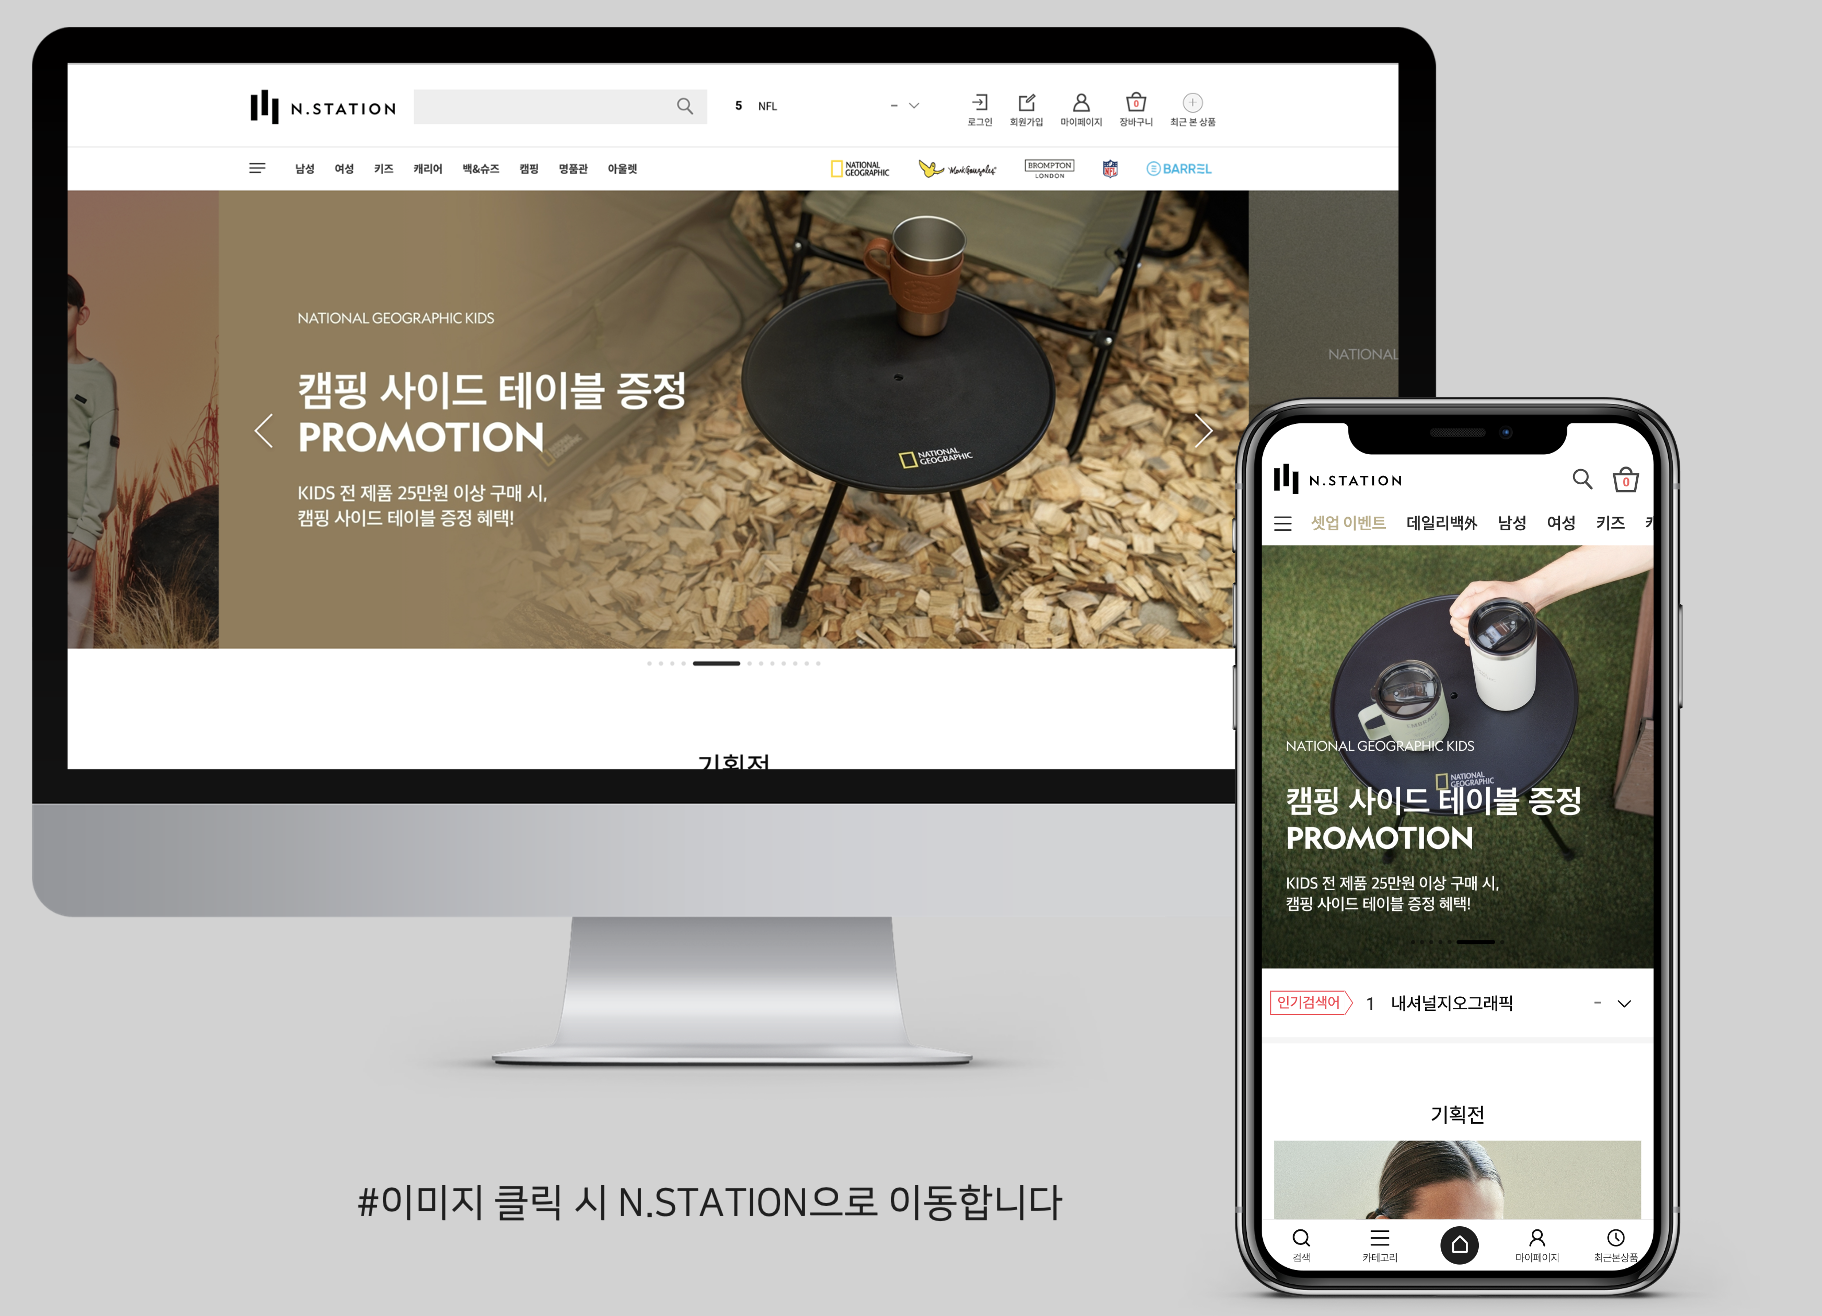 N.STATION
5 NFL –
로그인 회원가입 마이페이지 장바구니 최근 본 상품
0
남성 여성 키즈 캐리어 백&슈즈 캠핑 명품관 아울렛
NATIONAL GEOGRAPHIC
Mark Gonzales
BROMPTON LONDON
NFL
BARREL
NATIONAL GEOGRAPHIC KIDS
캠핑 사이드 테이블 증정
PROMOTION
KIDS 전 제품 25만원 이상 구매 시,
캠핑 사이드 테이블 증정 혜택!
NATIONAL GEOGRAPHIC
NATIONAL
기획전
N.STATION
0
셋업 이벤트 데일리백外 남성 여성 키즈
NATIONAL GEOGRAPHIC KIDS
NATIONAL GEOGRAPHIC
캠핑 사이드 테이블 증정
PROMOTION
KIDS 전 제품 25만원 이상 구매 시,
캠핑 사이드 테이블 증정 혜택!
인기검색어 1 내셔널지오그래픽 –
기획전
검색 카테고리 마이페이지 최근본상품
#이미지 클릭 시 N.STATION으로 이동합니다